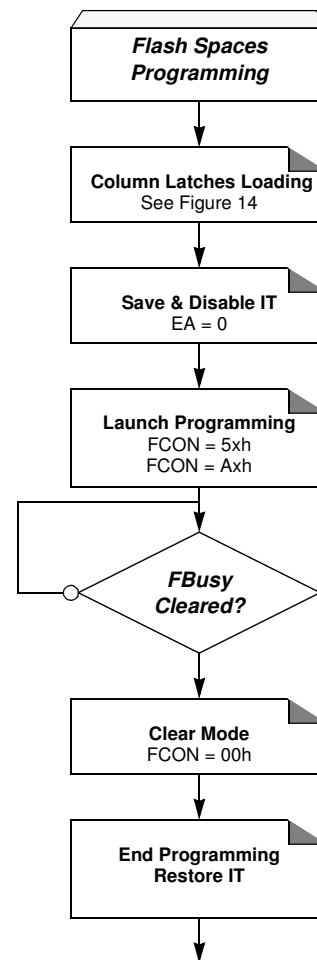 Flash Spaces
Programming
Column Latches Loading
See Figure 14
Save & Disable IT
EA = 0
Launch Programming
FCON = 5xh
FCON = Axh
FBusy
Cleared?
Clear Mode
FCON = 00h
End Programming
Restore IT